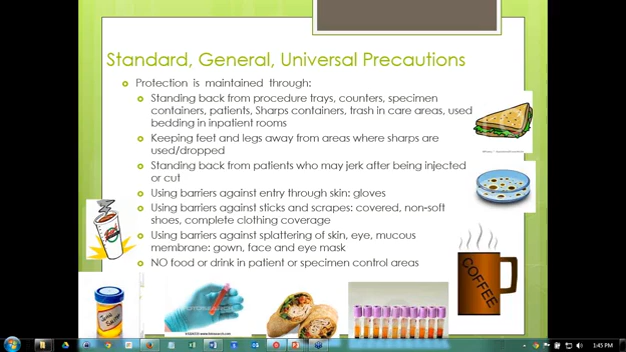 Standard, General, Universal Precautions
Protection is maintained through:
Standing back from procedure trays, counters, specimen
containers, patients, Sharps containers, trash in care areas, used
bedding in inpatient rooms
Keeping feet and legs away from areas where sharps are
used/dropped
Standing back from patients who may jerk after being injected
or cut
Using barriers against entry through skin: gloves
Using barriers against sticks and scrapes: covered, non-soft
shoes, complete clothing coverage
Using barriers against splattering of skin, eye, mucous
membrane: gown, face and eye mask
NO food or drink in patient or specimen control areas
COFFEE
1:45 PM